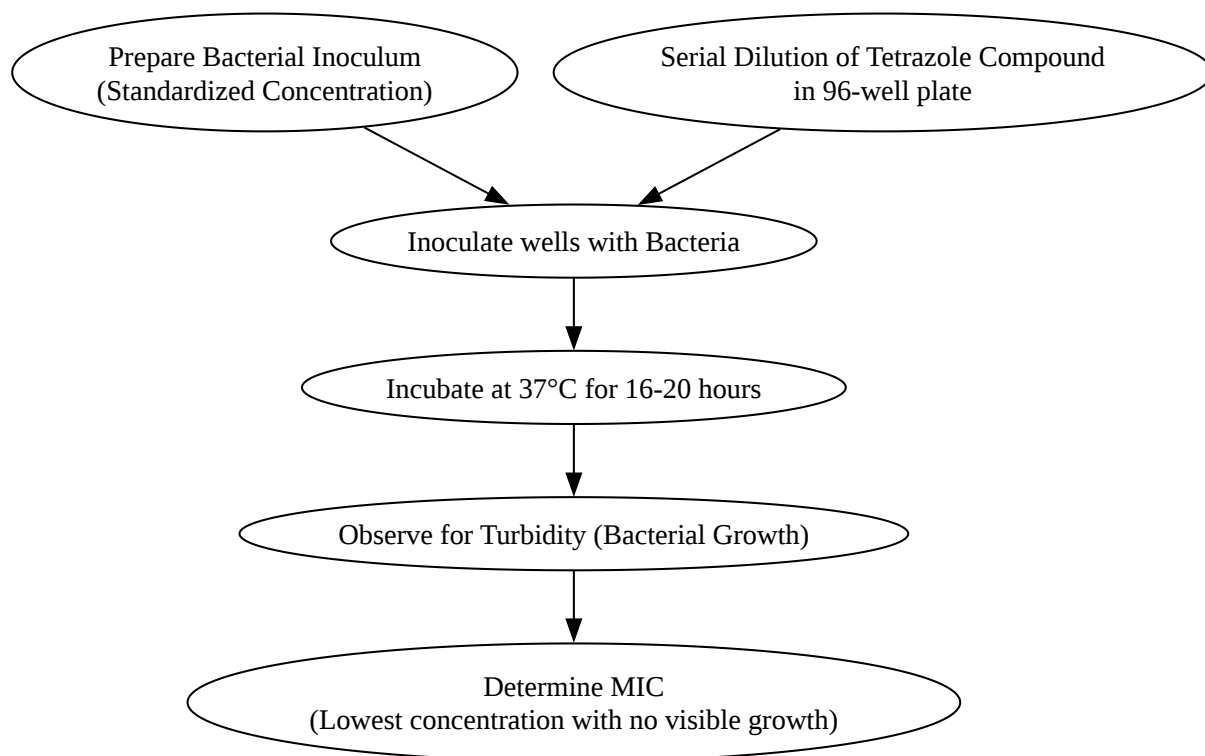 Prepare Bacterial Inoculum
(Standardized Concentration)
Serial Dilution of Tetrazole Compound
in 96-well plate
Inoculate wells with Bacteria
Incubate at 37°C for 16-20 hours
Observe for Turbidity (Bacterial Growth)
Determine MIC
(Lowest concentration with no visible growth)